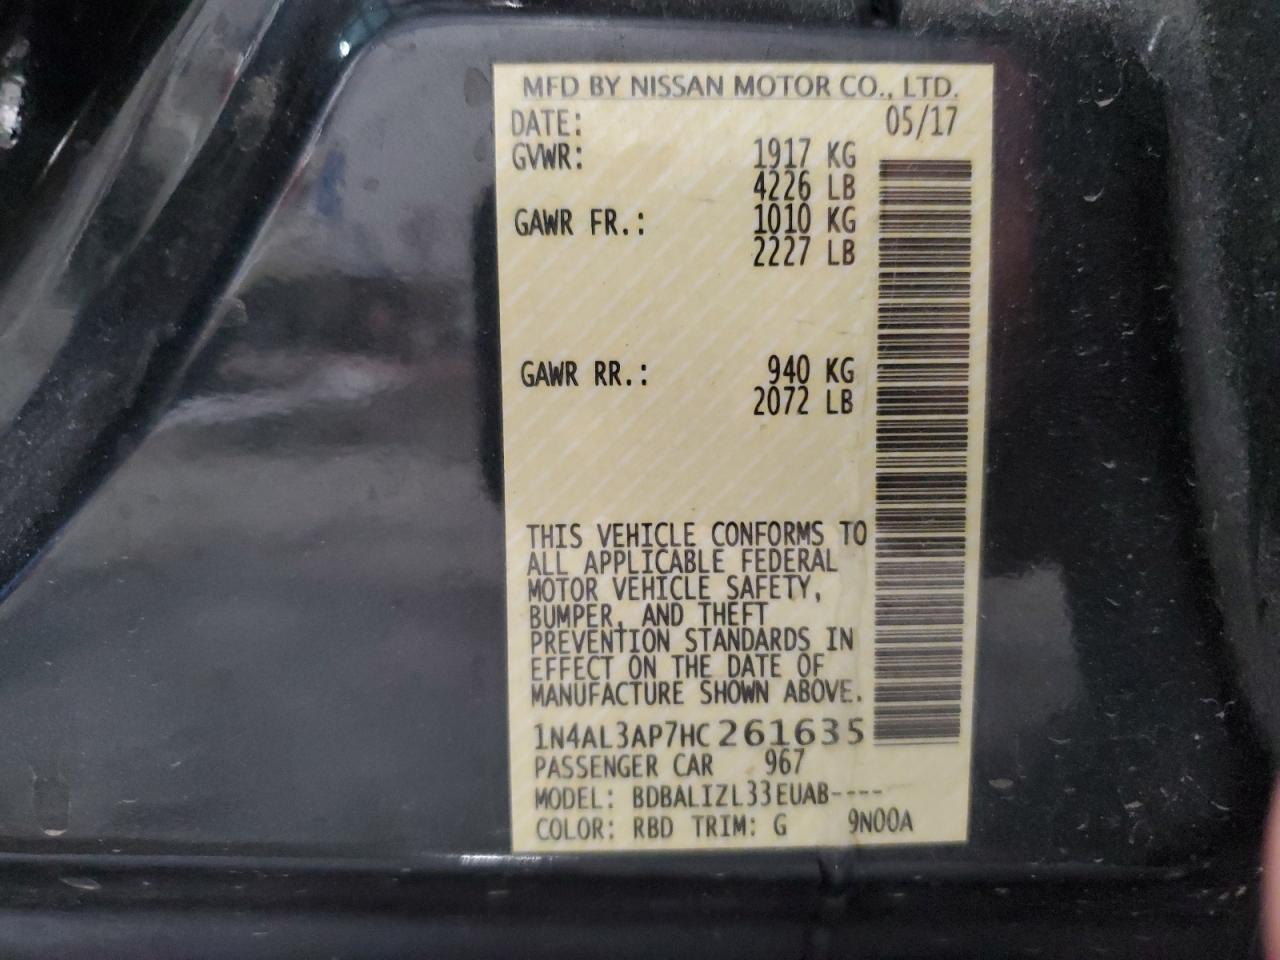 MFD BY NISSAN MOTOR CO., LTD.
DATE: 05/17
GVWR: 1917 KG
4226 LB
GAWR FR.: 1010 KG
2227 LB
GAWR RR.: 940 KG
2072 LB
THIS VEHICLE CONFORMS TO
ALL APPLICABLE FEDERAL
MOTOR VEHICLE SAFETY,
BUMPER, AND THEFT
PREVENTION STANDARDS IN
EFFECT ON THE DATE OF
MANUFACTURE SHOWN ABOVE.
1N4AL3AP7HC261635
PASSENGER CAR 967
MODEL: BDBALIZL33EUAB----
COLOR: RBD TRIM: G 9N00A